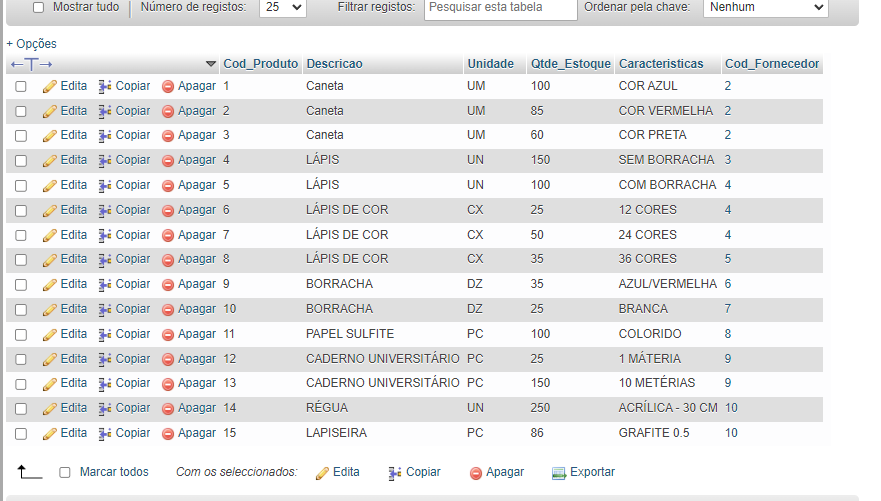 Mostrar tudo Número de registos: 25 Filtrar registos: Pesquisar esta tabela Ordenar pela chave: Nenhum
+ Opções
←T→ Cod_Produto Descricao Unidade Qtde_Estoque Caracteristicas Cod_Fornecedor
Edita Copiar Apagar 1 Caneta UM 100 COR AZUL 2
Edita Copiar Apagar 2 Caneta UM 85 COR VERMELHA 2
Edita Copiar Apagar 3 Caneta UM 60 COR PRETA 2
Edita Copiar Apagar 4 LÁPIS UN 150 SEM BORRACHA 3
Edita Copiar Apagar 5 LÁPIS UN 100 COM BORRACHA 4
Edita Copiar Apagar 6 LÁPIS DE COR CX 25 12 CORES 4
Edita Copiar Apagar 7 LÁPIS DE COR CX 50 24 CORES 4
Edita Copiar Apagar 8 LÁPIS DE COR CX 35 36 CORES 5
Edita Copiar Apagar 9 BORRACHA DZ 35 AZUL/VERMELHA 6
Edita Copiar Apagar 10 BORRACHA DZ 25 BRANCA 7
Edita Copiar Apagar 11 PAPEL SULFITE PC 100 COLORIDO 8
Edita Copiar Apagar 12 CADERNO UNIVERSITÁRIO PC 25 1 MÁTERIA 9
Edita Copiar Apagar 13 CADERNO UNIVERSITÁRIO PC 150 10 METÉRIAS 9
Edita Copiar Apagar 14 RÉGUA UN 250 ACRÍLICA - 30 CM 10
Edita Copiar Apagar 15 LAPISEIRA PC 86 GRAFITE 0.5 10
Marcar todos Com os seleccionados: Edita Copiar Apagar Exportar